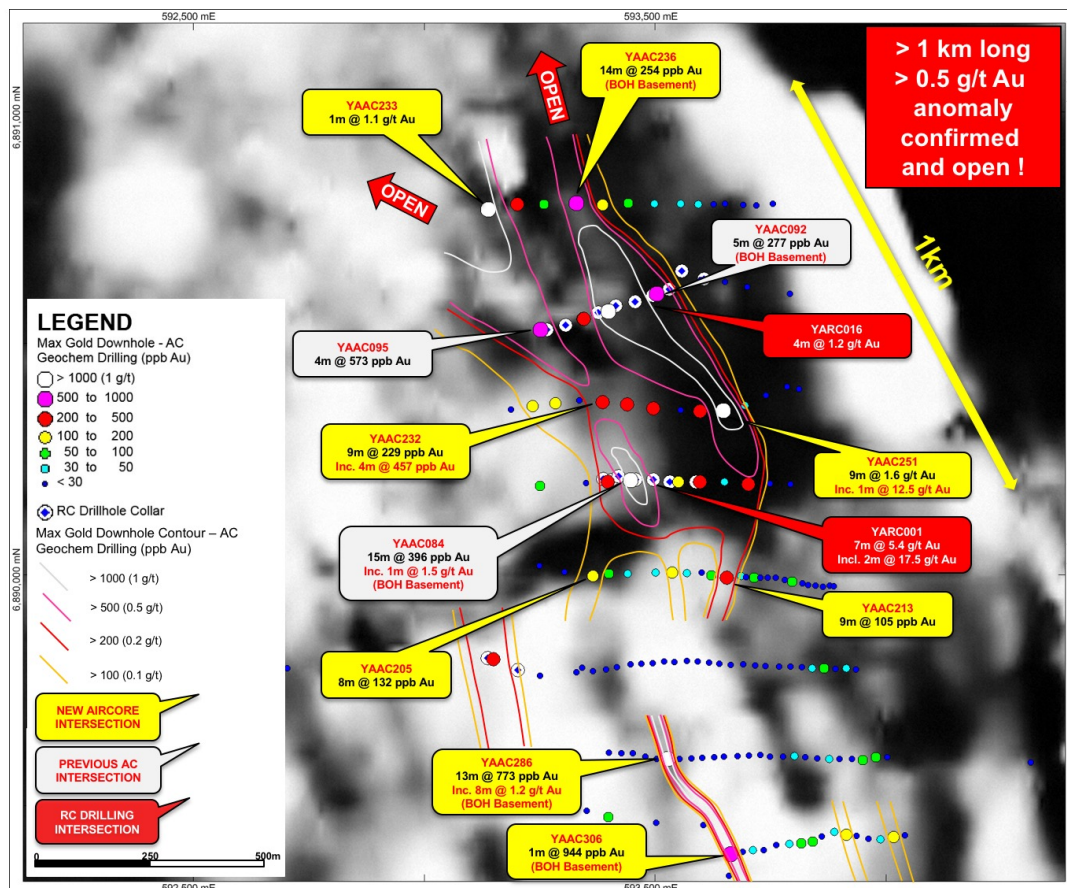 592,500 mE
593,500 mE
6,891,000 mN
6,890,000 mN
> 1 km long
> 0.5 g/t Au
anomaly
confirmed
and open !
1km
OPEN
OPEN
YAAC236
14m @ 254 ppb Au
(BOH Basement)
YAAC233
1m @ 1.1 g/t Au
YAAC092
5m @ 277 ppb Au
(BOH Basement)
YARC016
4m @ 1.2 g/t Au
YAAC095
4m @ 573 ppb Au
YAAC232
9m @ 229 ppb Au
Inc. 4m @ 457 ppb Au
YAAC251
9m @ 1.6 g/t Au
Inc. 1m @ 12.5 g/t Au
YAAC084
15m @ 396 ppb Au
Inc. 1m @ 1.5 g/t Au
(BOH Basement)
YARC001
7m @ 5.4 g/t Au
Incl. 2m @ 17.5 g/t Au
YAAC213
9m @ 105 ppb Au
YAAC205
8m @ 132 ppb Au
YAAC286
13m @ 773 ppb Au
Inc. 8m @ 1.2 g/t Au
(BOH Basement)
YAAC306
1m @ 944 ppb Au
(BOH Basement)
LEGEND
Max Gold Downhole - AC
Geochem Drilling (ppb Au)
> 1000 (1 g/t)
500 to 1000
200 to 500
100 to 200
50 to 100
30 to 50
< 30
RC Drillhole Collar
Max Gold Downhole Contour – AC
Geochem Drilling (ppb Au)
> 1000 (1 g/t)
> 500 (0.5 g/t)
> 200 (0.2 g/t)
> 100 (0.1 g/t)
NEW AIRCORE
INTERSECTION
PREVIOUS AC
INTERSECTION
RC DRILLING
INTERSECTION
0 250 500m
592,500 mE
593,500 mE